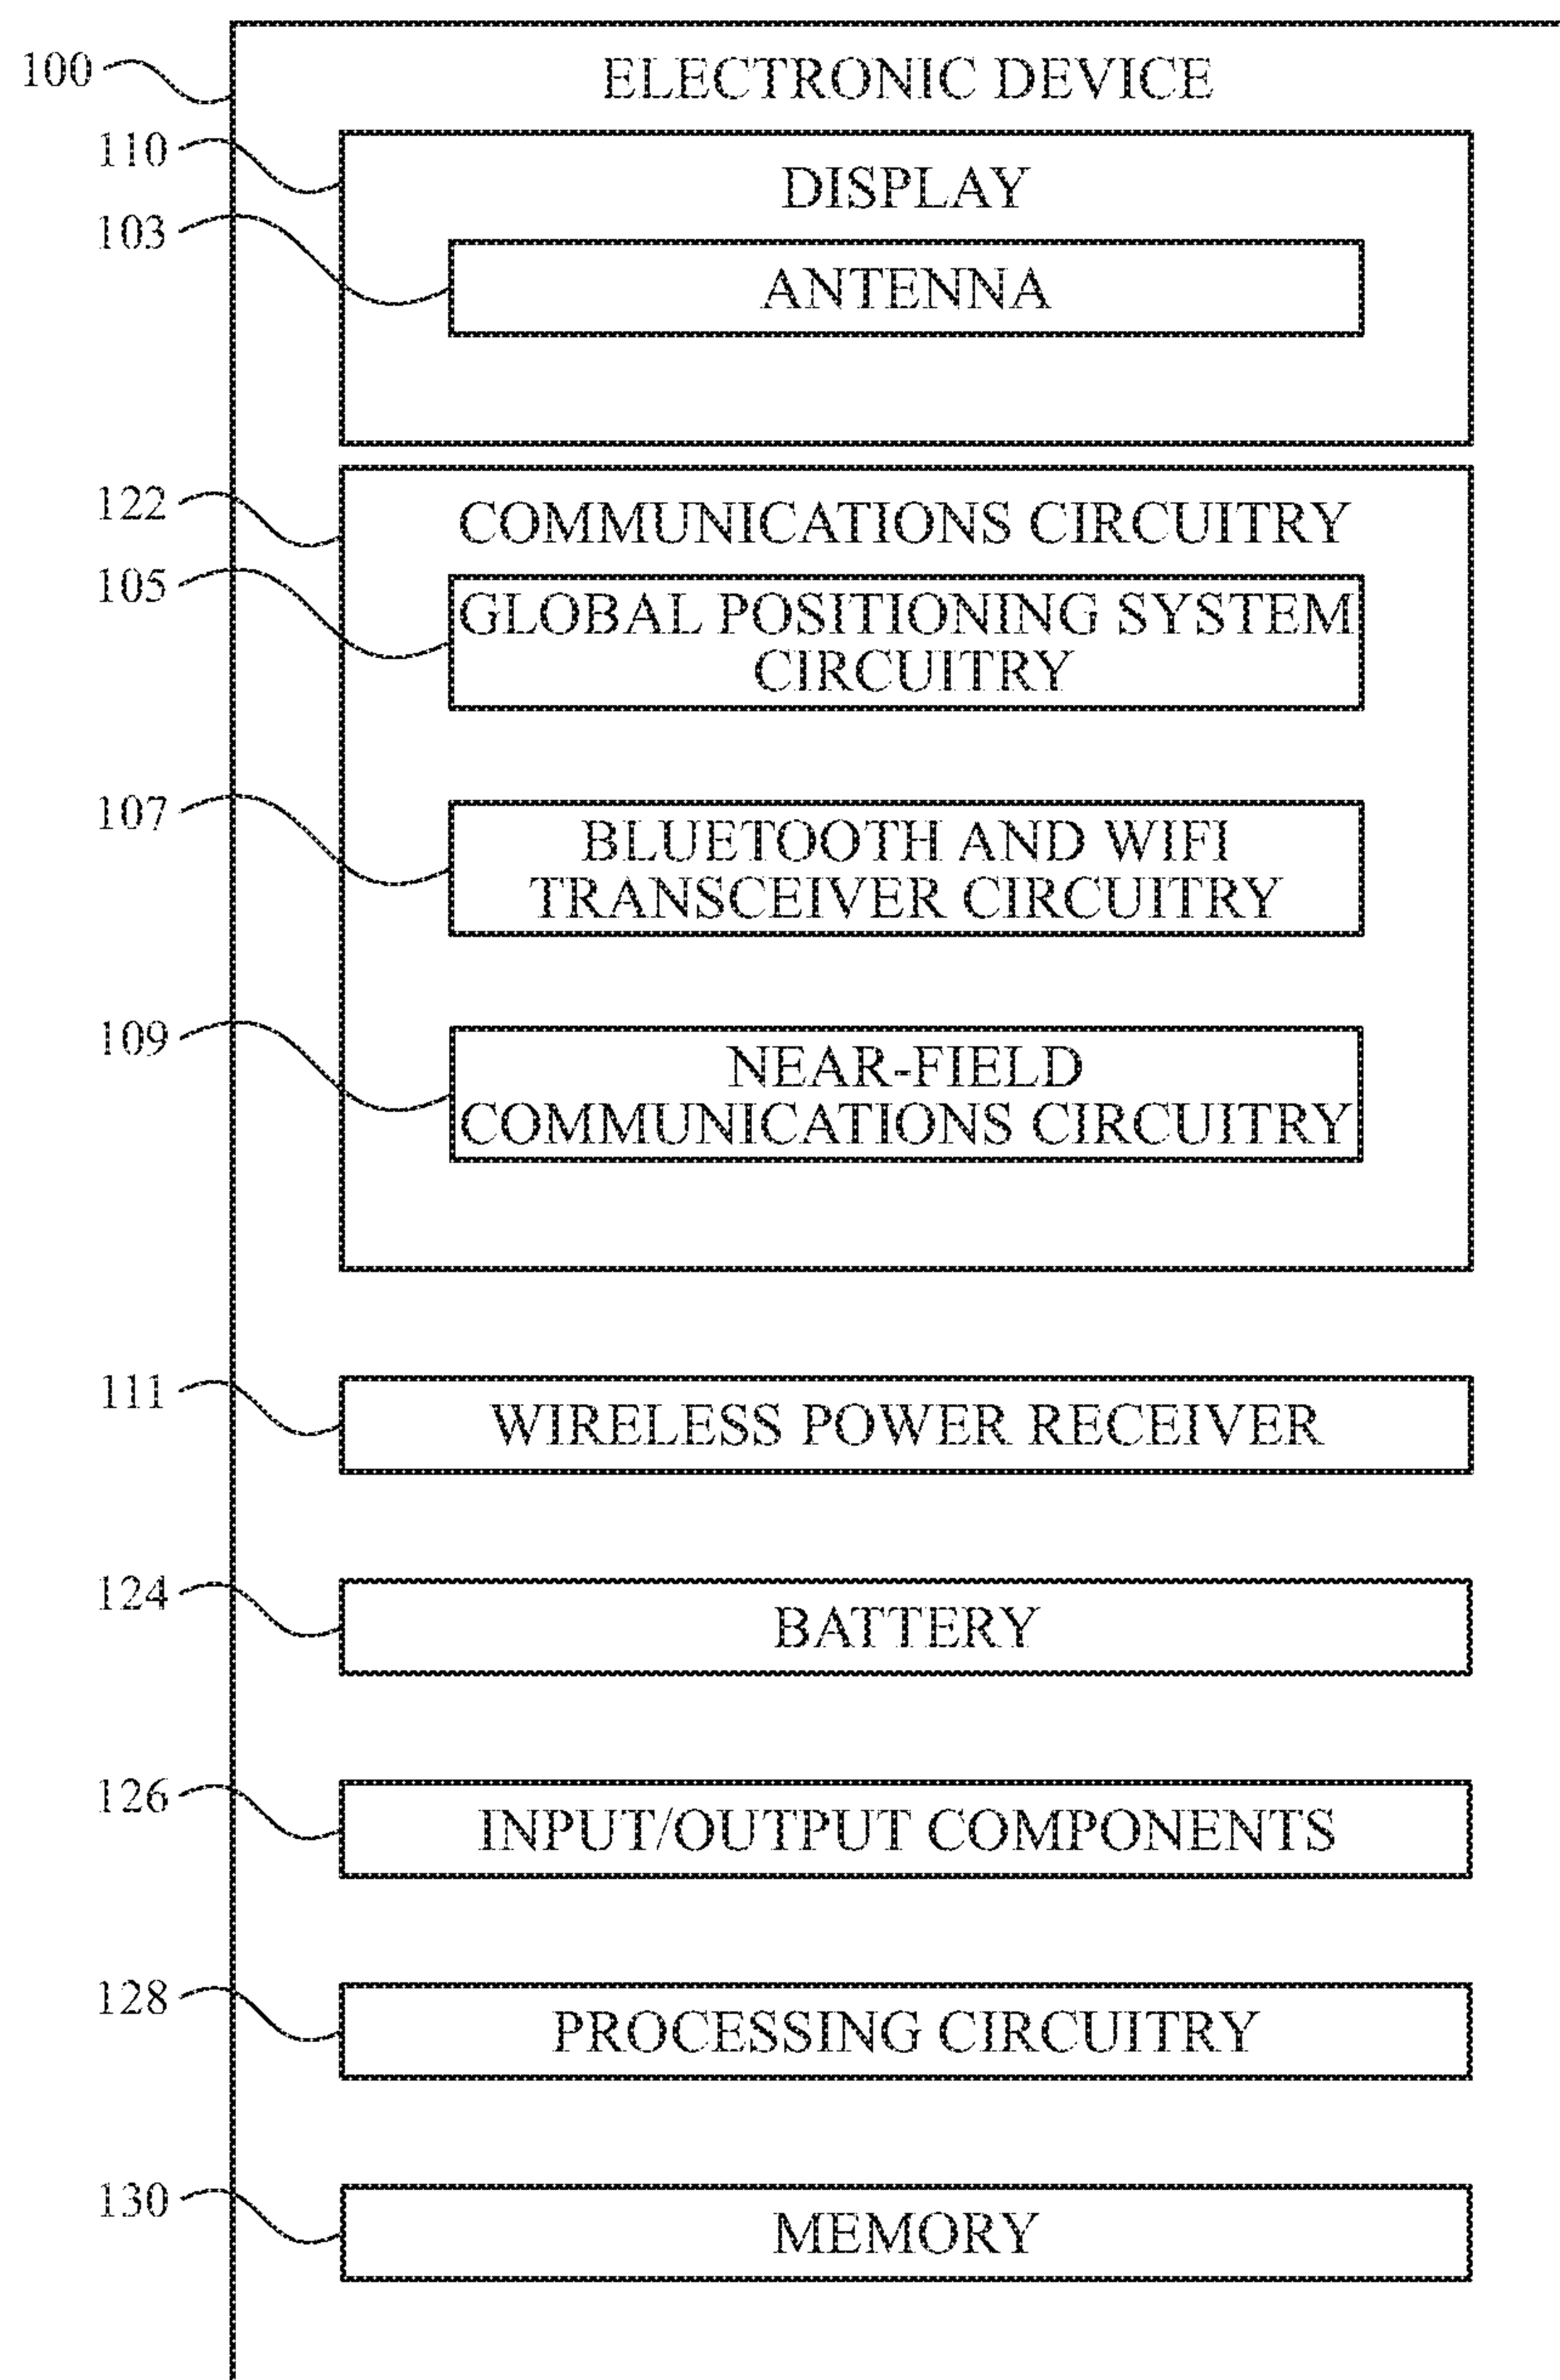 100
ELECTRONIC DEVICE
110
DISPLAY
103
ANTENNA
122
COMMUNICATIONS CIRCUITRY
105
GLOBAL POSITIONING SYSTEM
CIRCUITRY
107
BLUETOOTH AND WIFI
TRANSCEIVER CIRCUITRY
109
NEAR-FIELD
COMMUNICATIONS CIRCUITRY
111
WIRELESS POWER RECEIVER
124
BATTERY
126
INPUT/OUTPUT COMPONENTS
128
PROCESSING CIRCUITRY
130
MEMORY